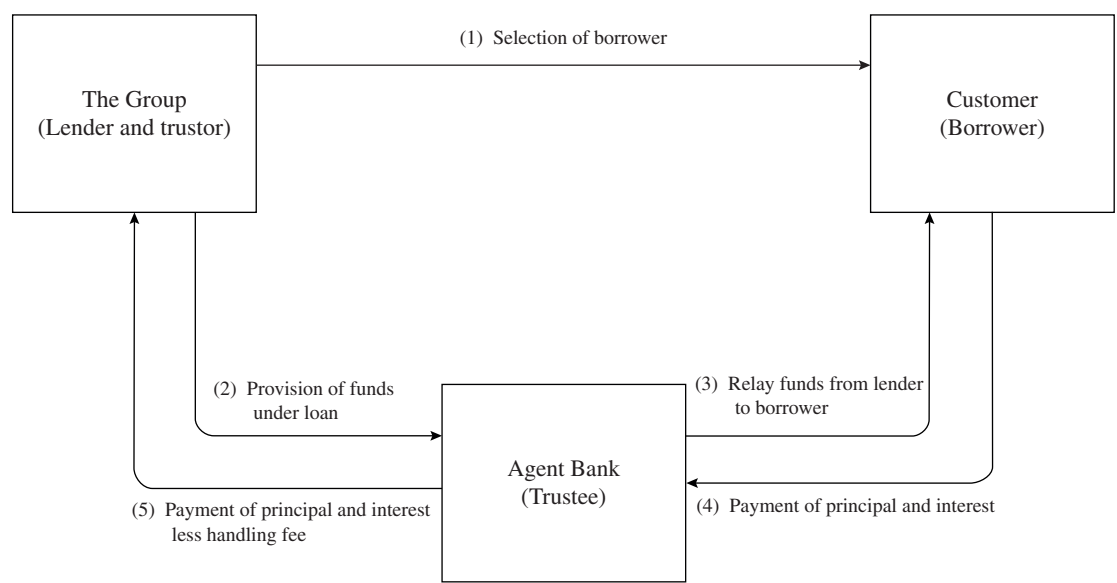 (1) Selection of borrower
The Group
(Lender and trustor)
Customer
(Borrower)
(2) Provision of funds
under loan
(3) Relay funds from lender
to borrower
Agent Bank
(Trustee)
(5) Payment of principal and interest
less handling fee
(4) Payment of principal and interest